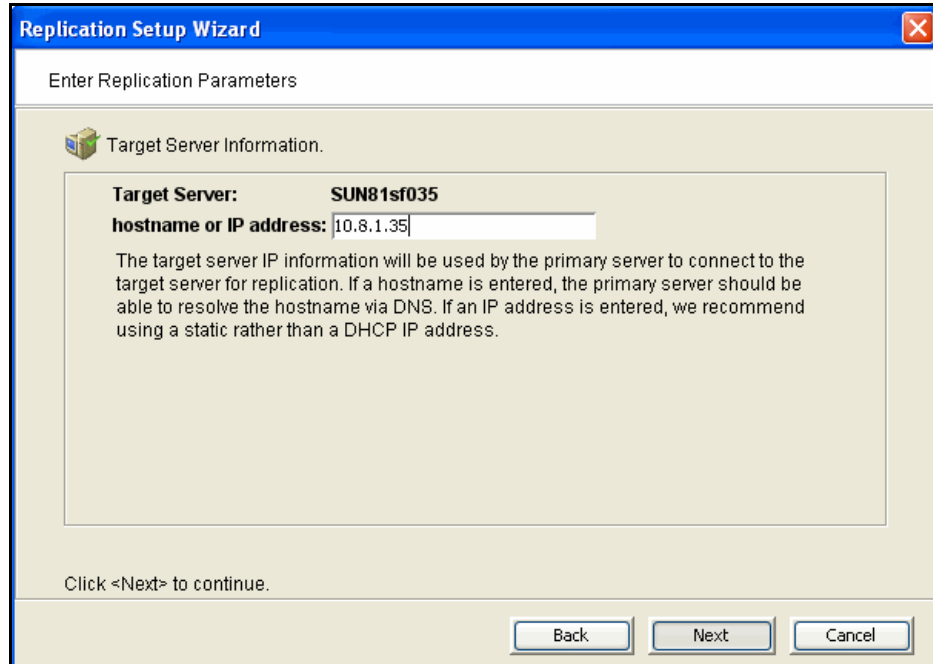 Replication Setup Wizard
Enter Replication Parameters
Target Server Information.
Target Server: SUN81sf035
hostname or IP address: 10.8.1.35
The target server IP information will be used by the primary server to connect to the
target server for replication. If a hostname is entered, the primary server should be
able to resolve the hostname via DNS. If an IP address is entered, we recommend
using a static rather than a DHCP IP address.
Click <Next> to continue.
Back Next Cancel